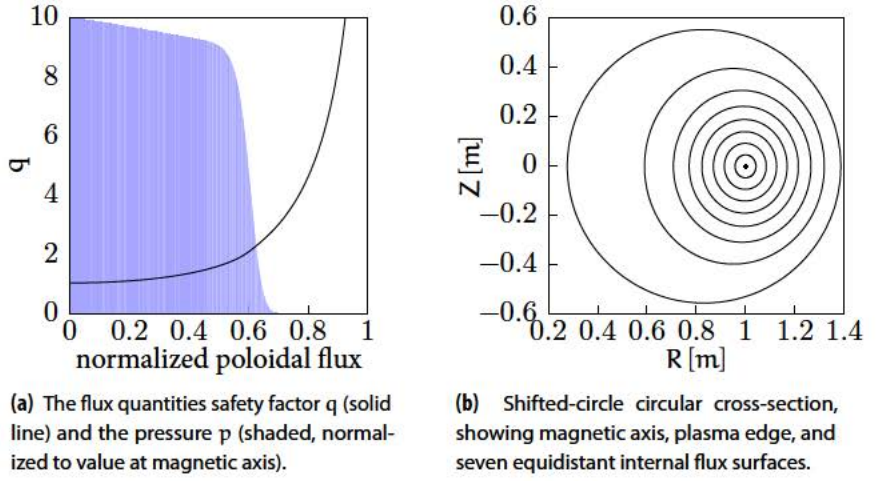 10
8
6
4
2
0
q
0 0.2 0.4 0.6 0.8 1
normalized poloidal flux
0.6
0.4
0.2
0
−0.2
−0.4
−0.6
Z [m]
0.2 0.4 0.6 0.8 1 1.2 1.4
R [m]
(a) The flux quantities safety factor q (solid
line) and the pressure p (shaded, normal-
ized to value at magnetic axis).
(b) Shifted-circle circular cross-section,
showing magnetic axis, plasma edge, and
seven equidistant internal flux surfaces.